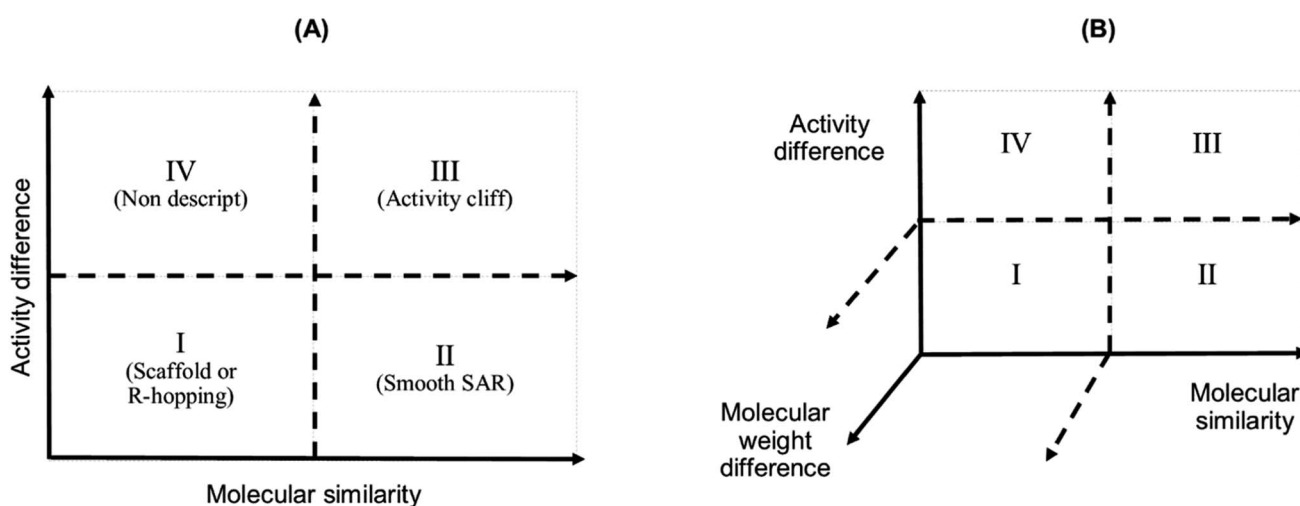 (A)
Activity difference
IV
(Non descript)
III
(Activity cliff)
I
(Scaffold or
R-hopping)
II
(Smooth SAR)
Molecular similarity
(B)
Activity
difference
IV
III
I
II
Molecular
weight
difference
Molecular
similarity